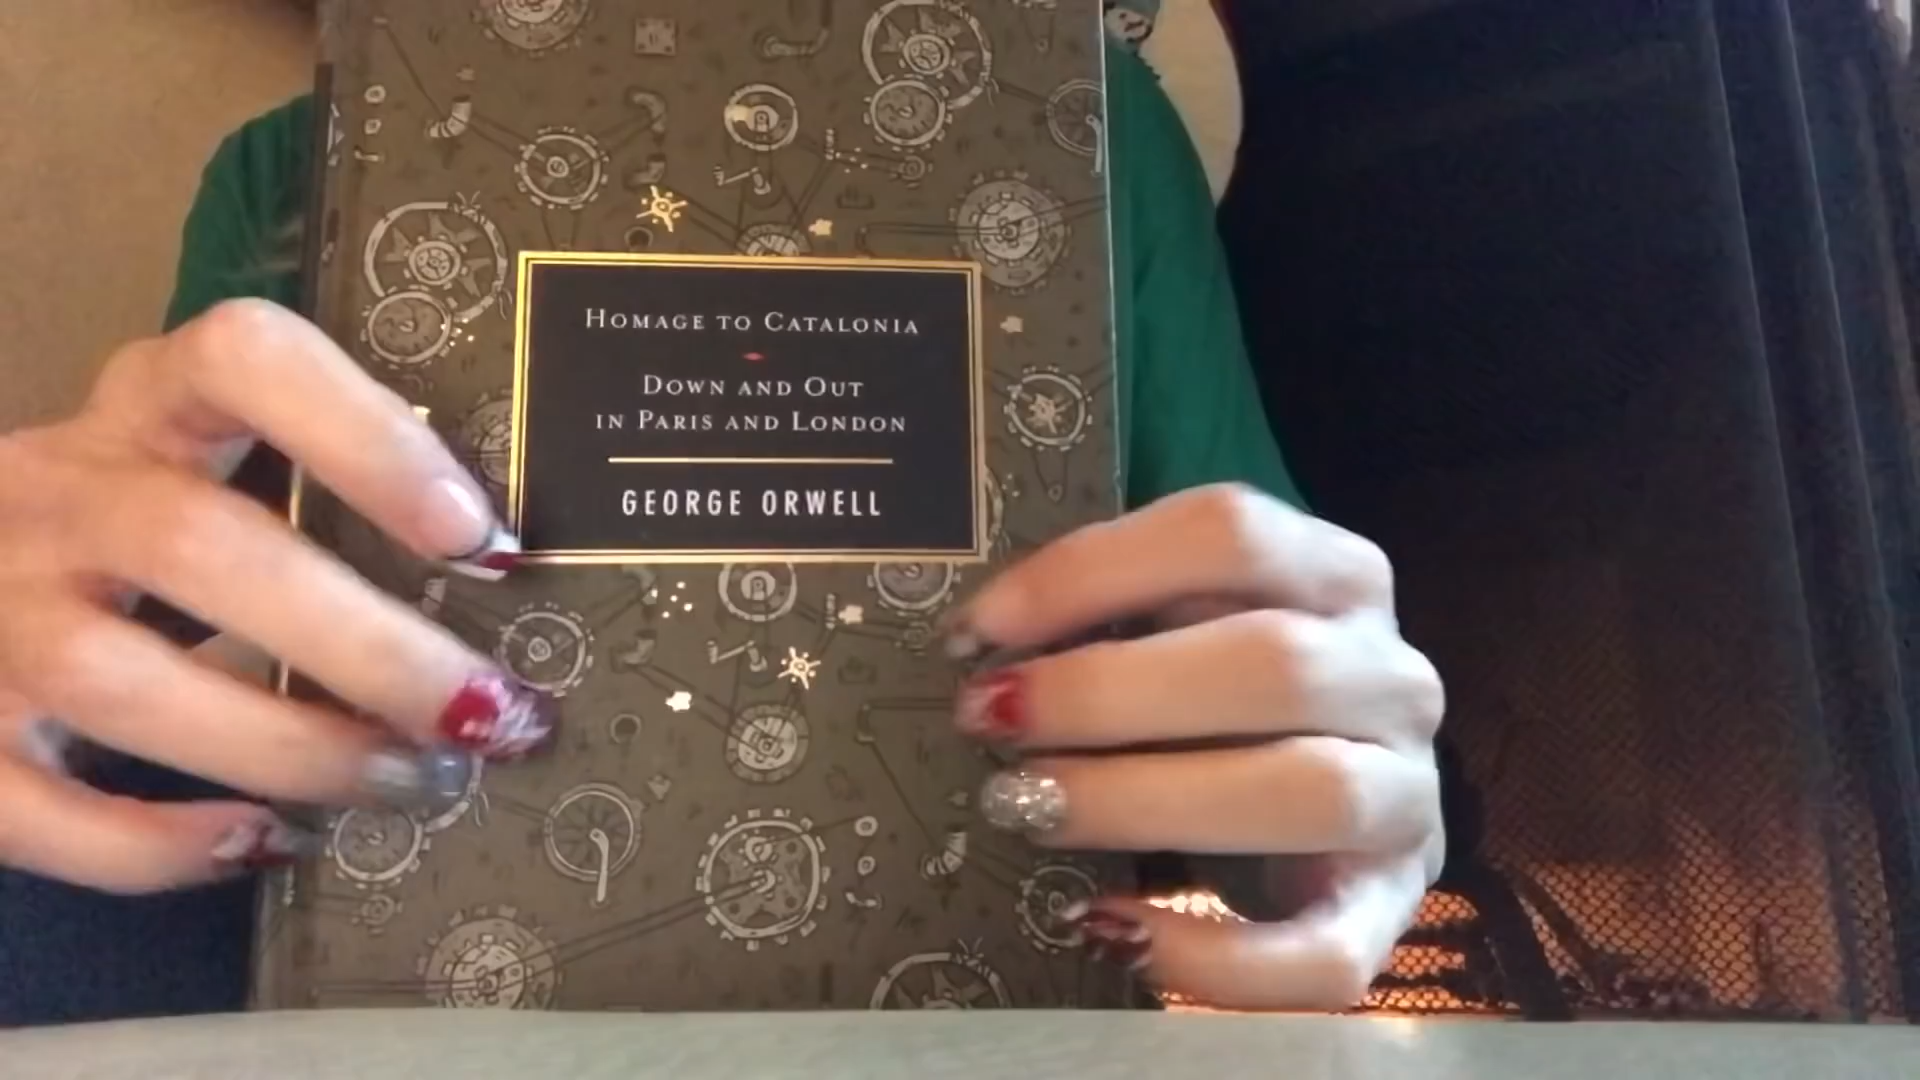 HOMAGE TO CATALONIA
DOWN AND OUT
IN PARIS AND LONDON
GEORGE ORWELL